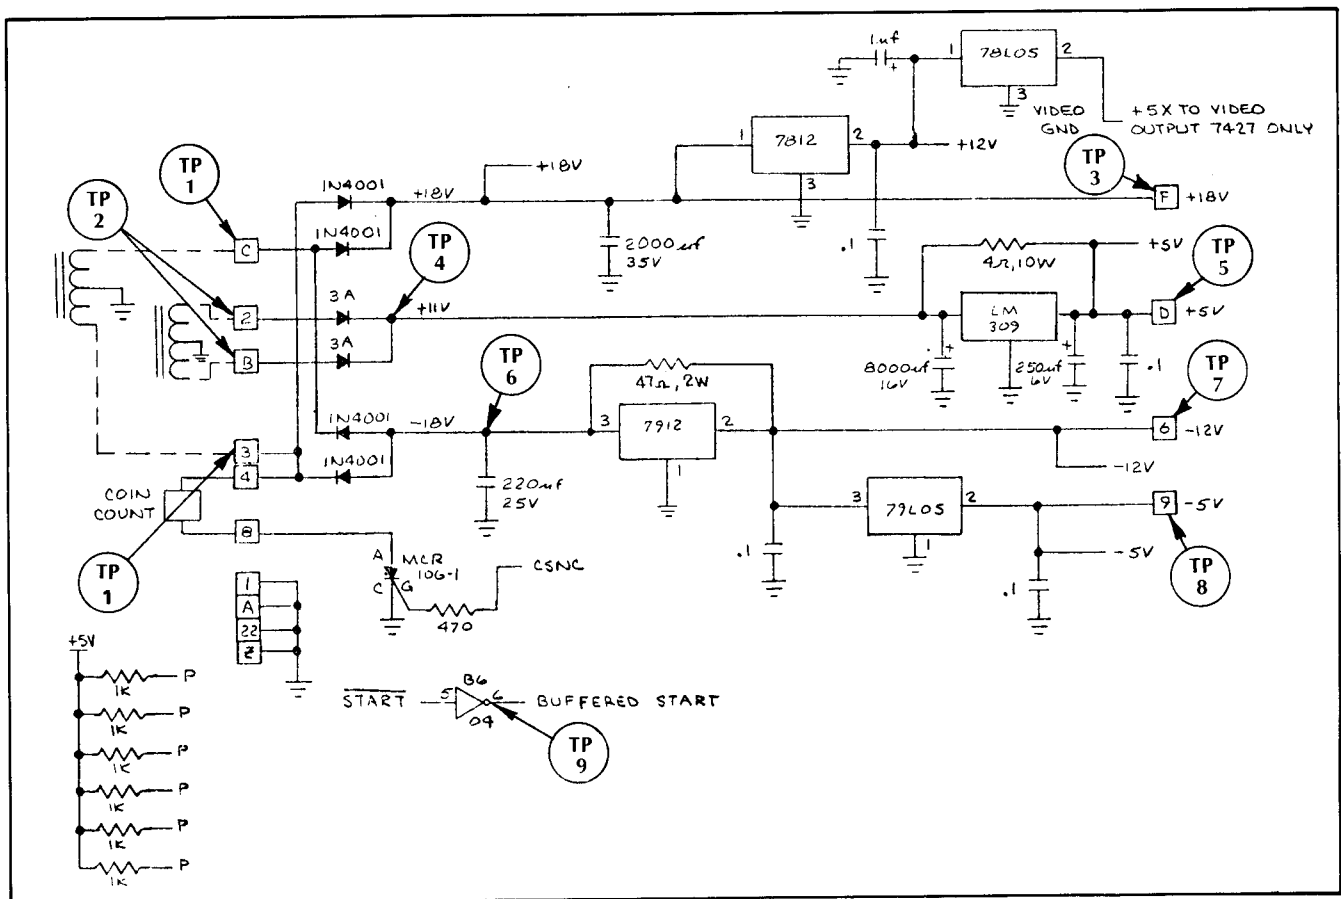 1uf
+
1
78L05
2
3
VIDEO
GND
+5X TO VIDEO
OUTPUT 7427 ONLY
1
7812
2
3
+12V
TP
1
TP
2
1N4001
+18V
+18V
TP
3
F
+18V
C
1N4001
2000uf
35V
.1
TP
4
4Ω, 10W
+5V
TP
5
2
3A
+11V
LM
309
D
+5V
B
3A
+
8000uf
16V
+
250uf
6V
.1
TP
6
47Ω, 2W
TP
7
1N4001
-18V
3
7912
2
1
6
-12V
3
1N4001
4
220uf
25V
-12V
COIN
COUNT
3
79L05
2
1
9
-5V
8
.1
-5V
.1
TP
8
TP
1
A
MCR
106-1
C
G
CSNC
470
1
A
22
Z
+5V
1K
P
1K
P
1K
P
1K
P
1K
P
1K
P
START
5
B6
6
04
BUFFERED START
TP
9